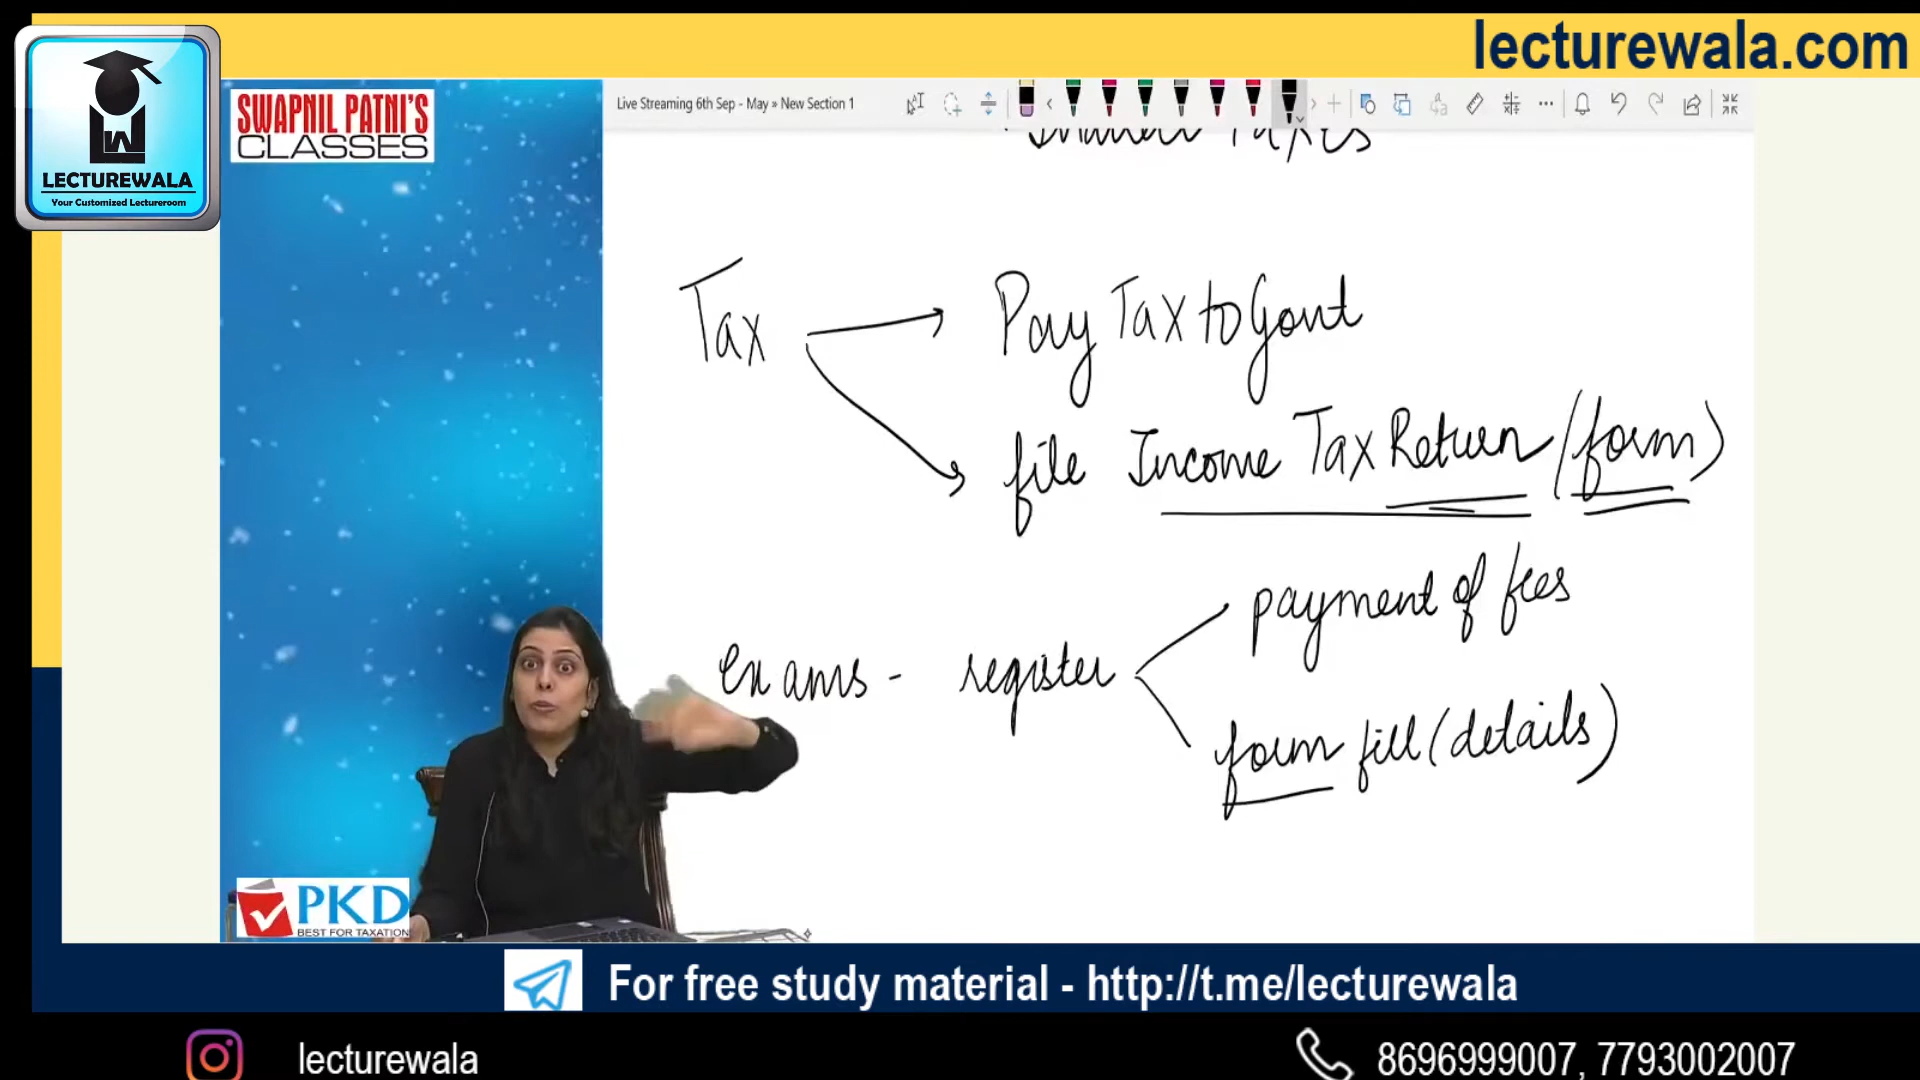 lecturewala.com
LECTUREWALA
Your Customized Lectureroom
SWAPNIL PATNI'S
CLASSES
Live Streaming 6th Sep - May » New Section 1
Taxes
Tax
Pay Tax to Govt
file Income Tax Return / (form)
exams - register
payment of fees
form fill (details)
PKD
BEST FOR TAXATION
For free study material - http://t.me/lecturewala
lecturewala
8696999007, 7793002007